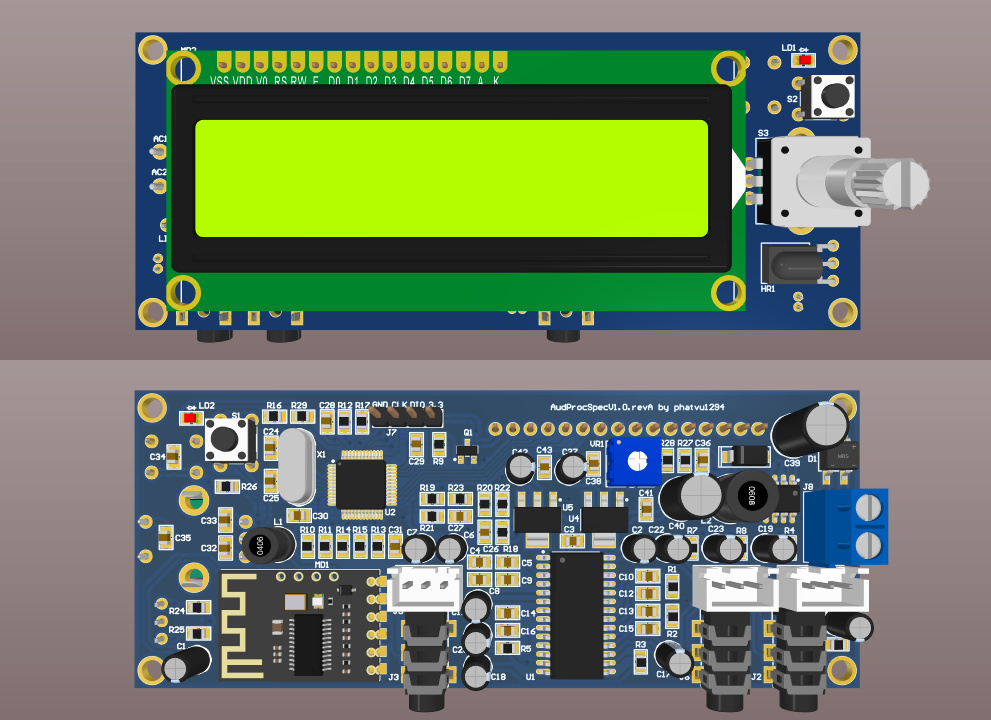 LD1
VSS VDD V0 RS RW E D0 D1 D2 D3 D4 D5 D6 D7 A K
S2
S3
AC1
AC2
HR1
LD2
R16
R29
C28 R12 R17
GND CLK DIO 3.3
AudProcSpecV1.0.revA by phatvu1294
S1
J7
Q1
VR1
R28 R27 C36
C24
X1
C43
C37
C34
C29
R9
C38
C39
D1
C25
R26
R19
R23
R20 R22
C41
J8
C30
U2
U5
U4
C33
L1
R21
C27
C6
C3
C40
R10 R11 R14 R15 R13 C31
C7
C2 C22
R7
C23
R8
C19
R4
C35
C32
0406
0608
C26 R18
C4
C5
MD1
C9
C10
R1
C8
C12
R24
C14
C13
R25
C16
C15
R2
C1
R5
R3
J3
C18
U1
J2